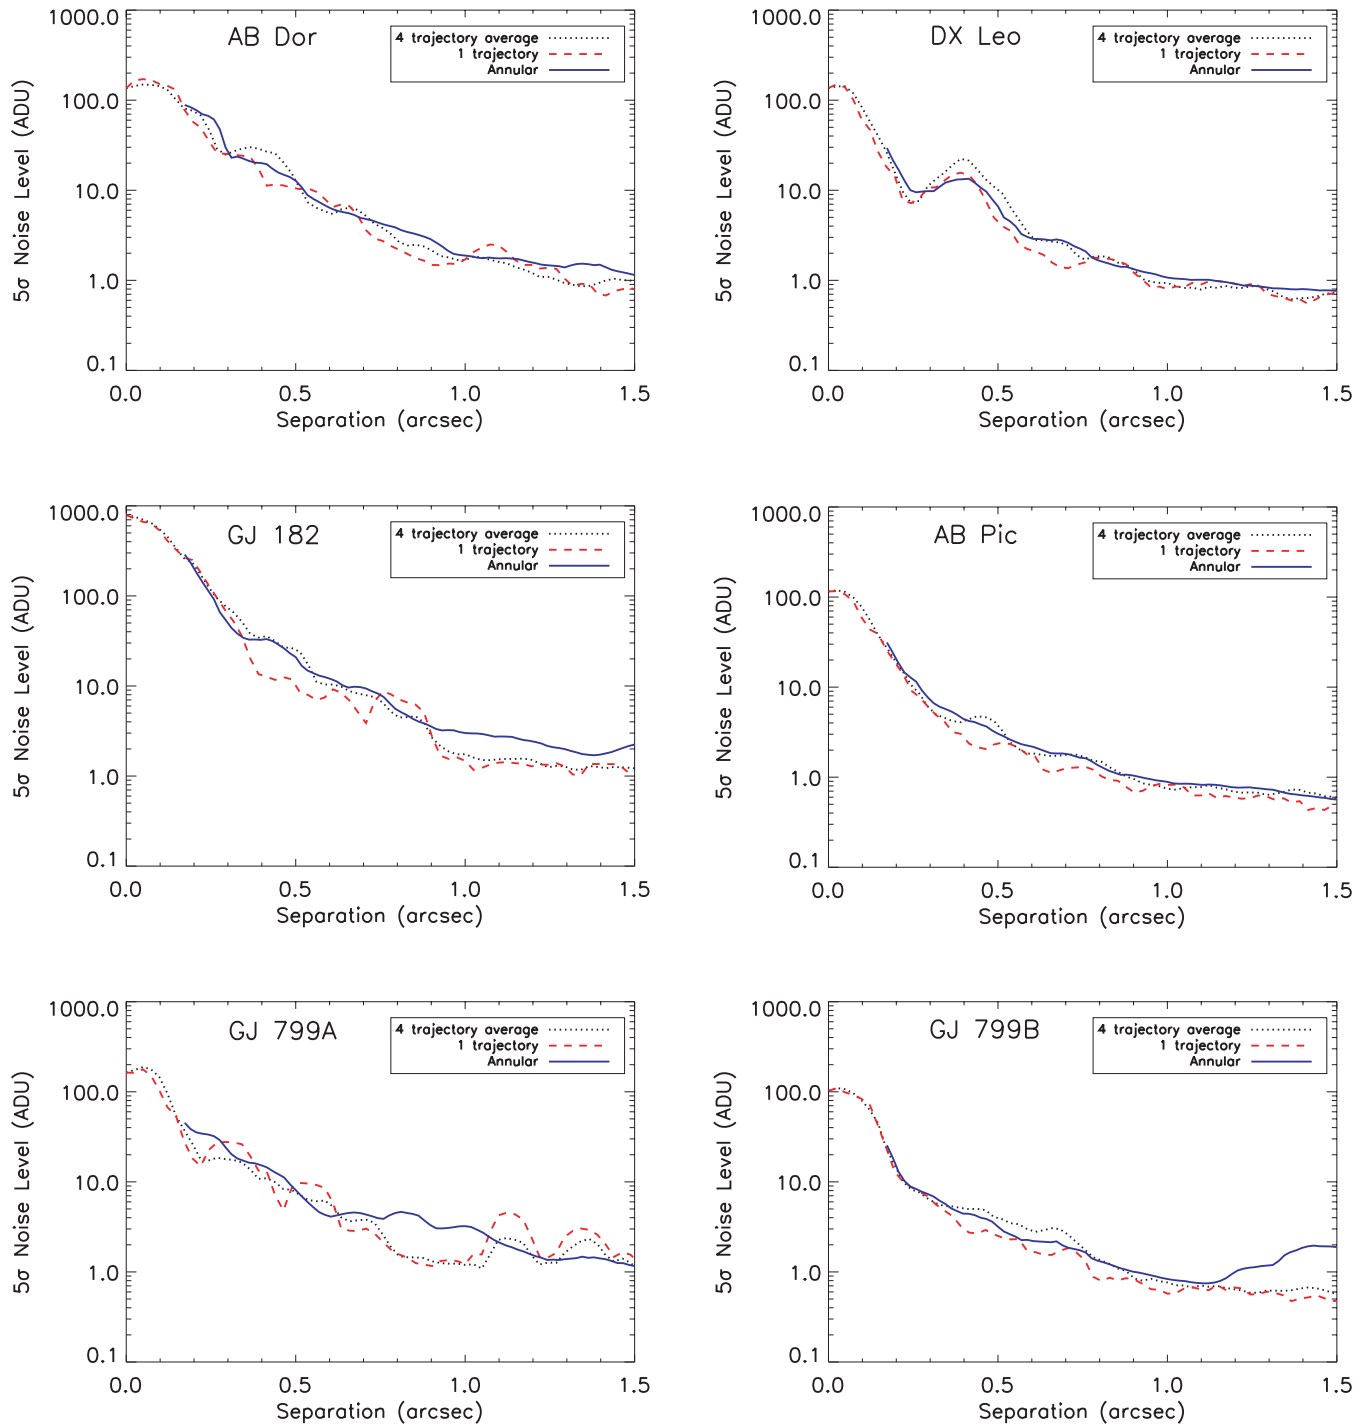 AB Dor
4 trajectory average
1 trajectory
Annular
5σ Noise Level (ADU)
1000.0
100.0
10.0
1.0
0.1
0.0 0.5 1.0 1.5
Separation (arcsec)
DX Leo
4 trajectory average
1 trajectory
Annular
5σ Noise Level (ADU)
1000.0
100.0
10.0
1.0
0.1
0.0 0.5 1.0 1.5
Separation (arcsec)
GJ 182
4 trajectory average
1 trajectory
Annular
5σ Noise Level (ADU)
1000.0
100.0
10.0
1.0
0.1
0.0 0.5 1.0 1.5
Separation (arcsec)
AB Pic
4 trajectory average
1 trajectory
Annular
5σ Noise Level (ADU)
1000.0
100.0
10.0
1.0
0.1
0.0 0.5 1.0 1.5
Separation (arcsec)
GJ 799A
4 trajectory average
1 trajectory
Annular
5σ Noise Level (ADU)
1000.0
100.0
10.0
1.0
0.1
0.0 0.5 1.0 1.5
Separation (arcsec)
GJ 799B
4 trajectory average
1 trajectory
Annular
5σ Noise Level (ADU)
1000.0
100.0
10.0
1.0
0.1
0.0 0.5 1.0 1.5
Separation (arcsec)